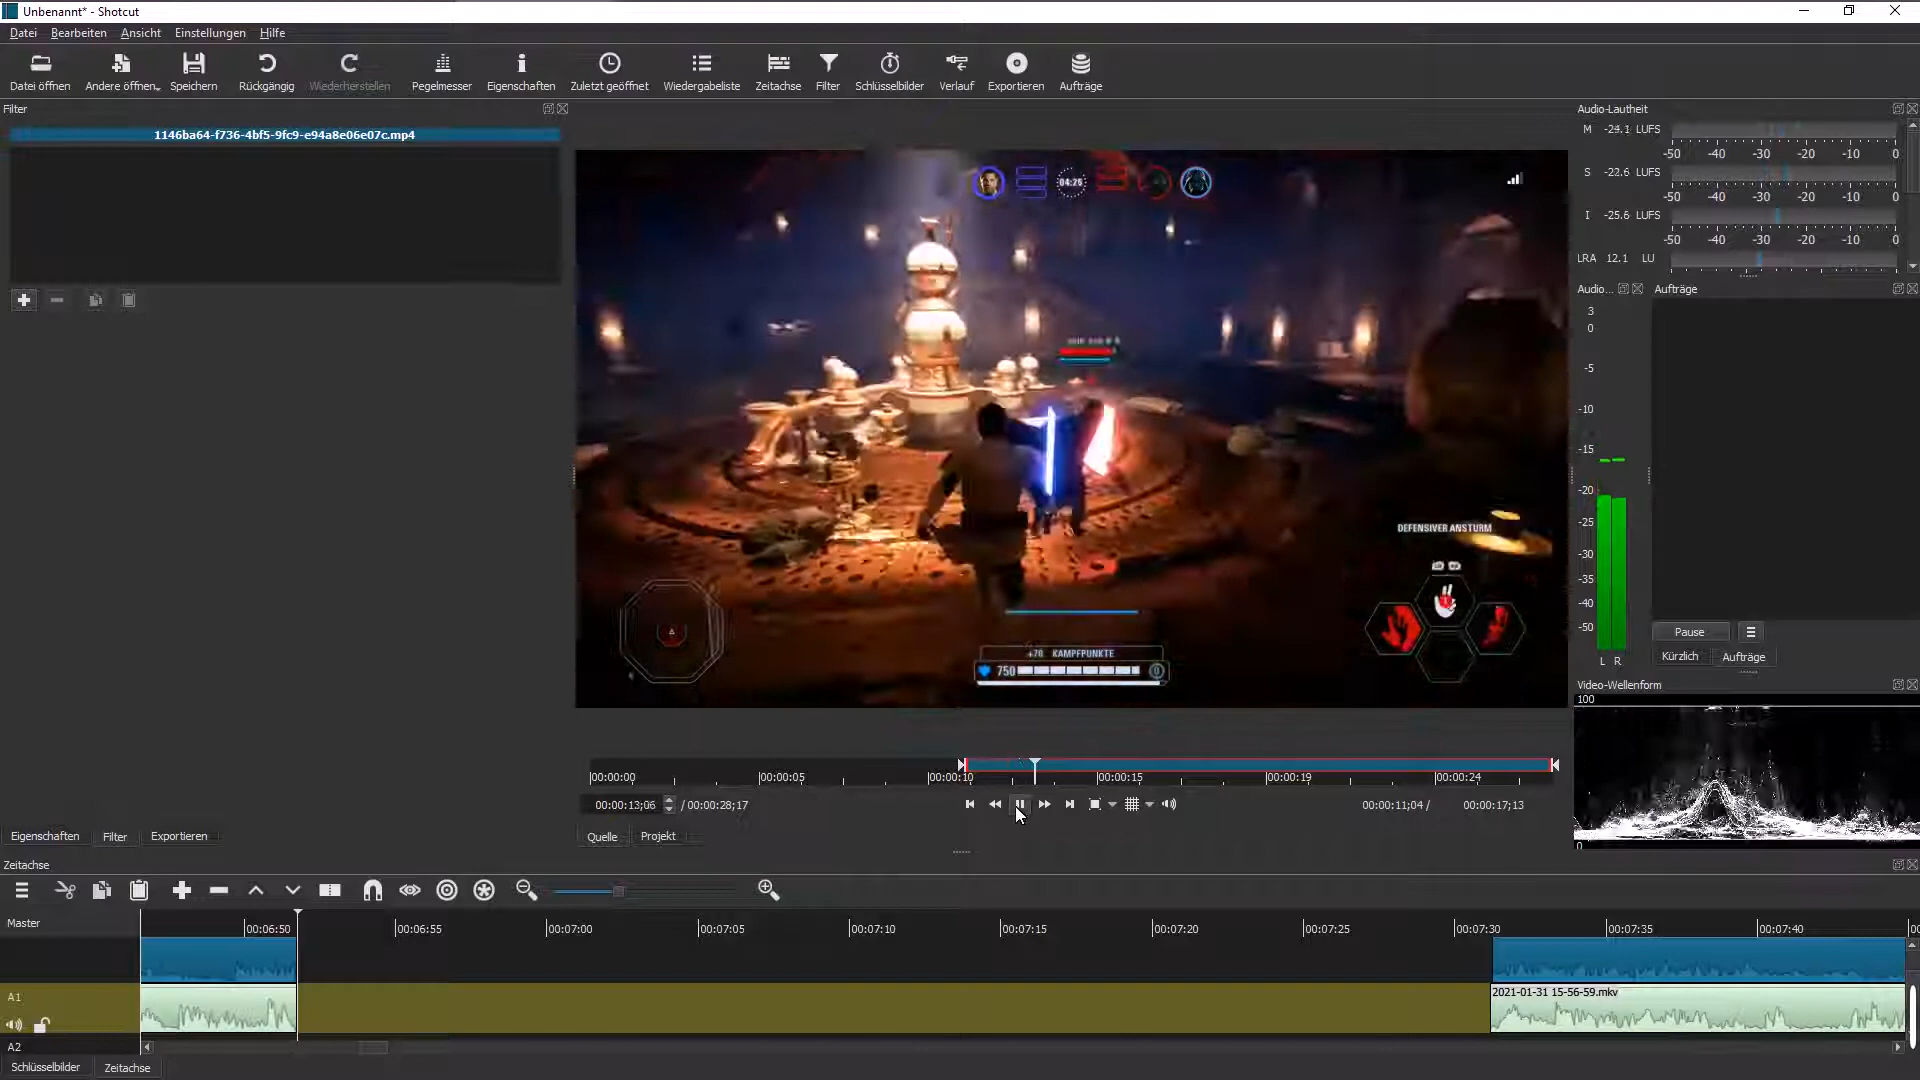 Unbenannt* - Shotcut
Datei Bearbeiten Ansicht Einstellungen Hilfe
Datei öffnen Andere öffnen Speichern Rückgängig Wiederherstellen Pegelmesser Eigenschaften Zuletzt geöffnet Wiedergabeliste Zeitachse Filter Schlüsselbilder Verlauf Exportieren Aufträge
Filter
1146ba64-f736-4bf5-9fc9-e94a8e06e07c.mp4
04:25
DEFENSIVER ANSTURM
+70 KAMPFPUNKTE
750
00:00:00 00:00:05 00:00:10 00:00:15 00:00:19 00:00:24
00:00:13;06 / 00:00:28;17 00:00:11;04 / 00:00:17;13
Eigenschaften Filter Exportieren
Quelle Projekt
Audio-Lautheit
M -24.1 LUFS
-50 -40 -30 -20 -10 0
S -22.6 LUFS
-50 -40 -30 -20 -10 0
I -25.6 LUFS
-50 -40 -30 -20 -10 0
LRA 12.1 LU
Audio... Aufträge
3
0
-5
-10
-15
-20
-25
-30
-35
-40
-50
L R
Pause
Kürzlich Aufträge
Video-Wellenform
100
0
Zeitachse
Master
00:06:50 00:06:55 00:07:00 00:07:05 00:07:10 00:07:15 00:07:20 00:07:25 00:07:30 00:07:35 00:07:40 00
A1
2021-01-31 15-56-59.mkv
A2
Schlüsselbilder Zeitachse